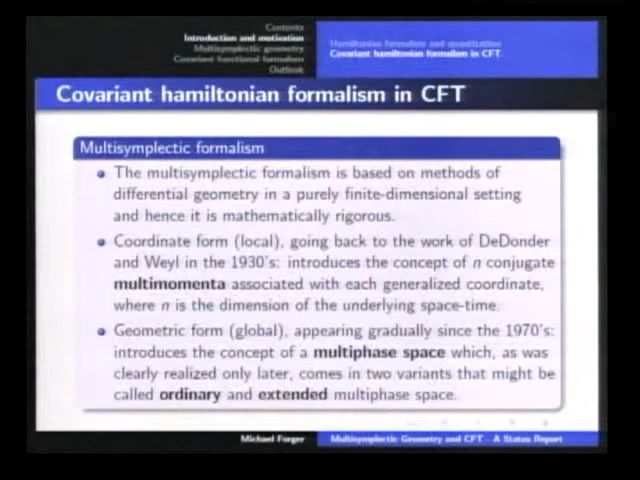 Contents
Introduction and motivation
Multisymplectic geometry
Covariant functional formalism
Outlook
Hamiltonian formalism and quantization
Covariant hamiltonian formalism in CFT
Covariant hamiltonian formalism in CFT
Multisymplectic formalism
The multisymplectic formalism is based on methods of
differential geometry in a purely finite-dimensional setting
and hence it is mathematically rigorous.
Coordinate form (local), going back to the work of DeDonder
and Weyl in the 1930's: introduces the concept of n conjugate
multimomenta associated with each generalized coordinate,
where n is the dimension of the underlying space-time.
Geometric form (global), appearing gradually since the 1970's:
introduces the concept of a multiphase space which, as was
clearly realized only later, comes in two variants that might be
called ordinary and extended multiphase space.
Michael Forger
Multisymplectic Geometry and CFT - A Status Report